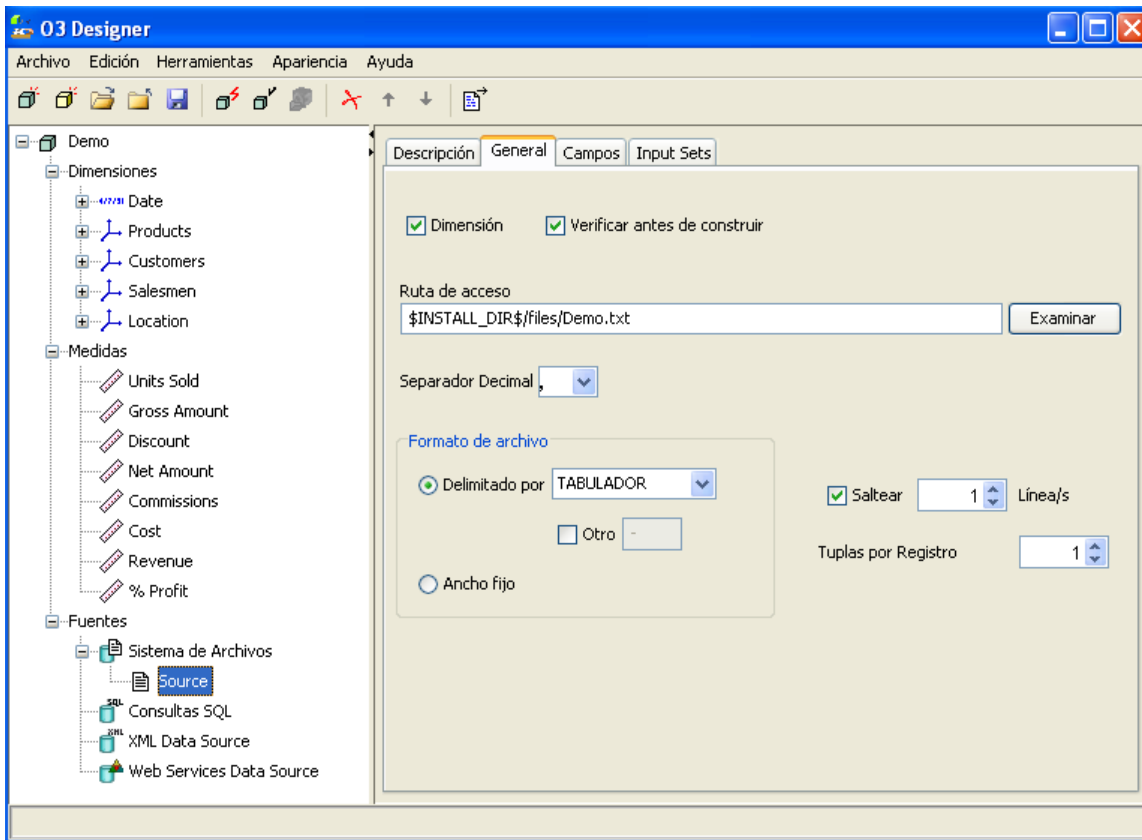 O3 Designer
Archivo Edición Herramientas Apariencia Ayuda
Demo
Dimensiones
Date
Products
Customers
Salesmen
Location
Medidas
Units Sold
Gross Amount
Discount
Net Amount
Commissions
Cost
Revenue
% Profit
Fuentes
Sistema de Archivos
Source
SQL
Consultas SQL
XML
XML Data Source
Web Services Data Source
Descripción General Campos Input Sets
Dimensión Verificar antes de construir
Ruta de acceso
$INSTALL_DIR$/files/Demo.txt Examinar
Separador Decimal ,
Formato de archivo
Delimitado por TABULADOR
Otro -
Ancho fijo
Saltear 1 Línea/s
Tuplas por Registro 1